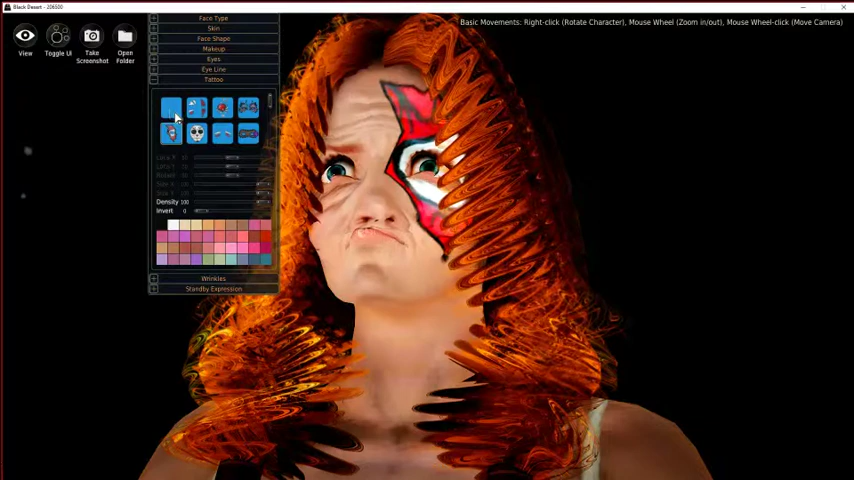 Black Desert - 206500
Basic Movements: Right-click (Rotate Character), Mouse Wheel (Zoom in/out), Mouse Wheel-click (Move Camera)
View
Toggle UI
Take
Screenshot
Open
Folder
Face Type
Skin
Face Shape
Makeup
Eyes
Eye Line
Tattoo
Density 100
Invert 0
Wrinkles
Standby Expression